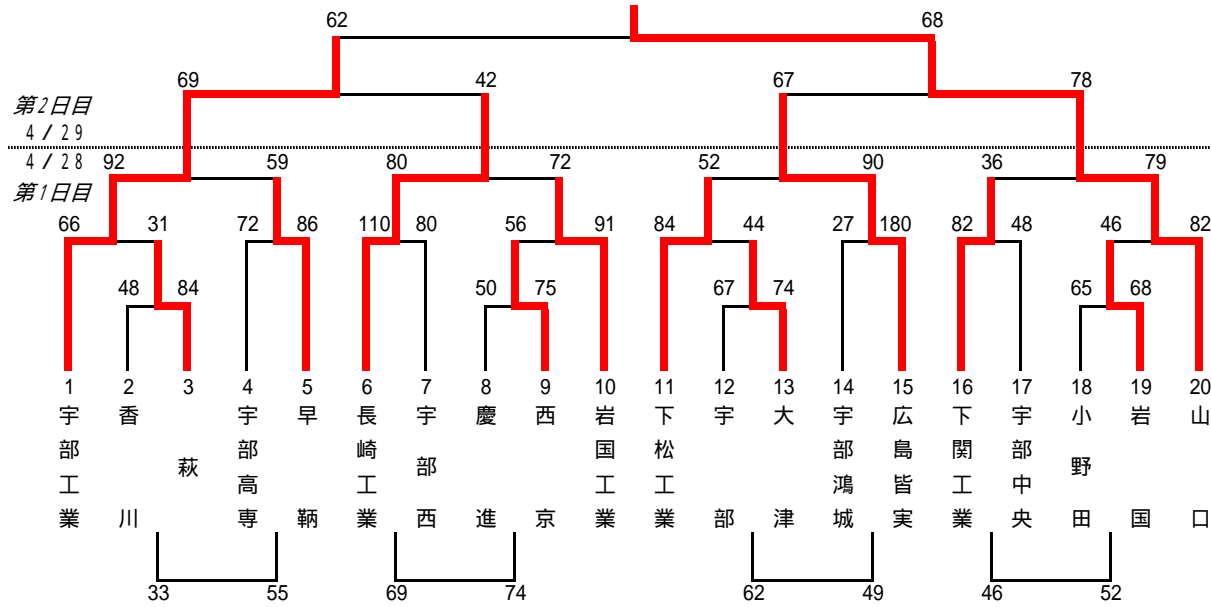 62 68
69 42 67 78
第2日目
4/29
4/28
第1日目
92 59 80 72 52 90 36 79
66 31 72 86 110 80 56 91 84 44 27 180 82 48 46 82
48 84 50 75 67 74 65 68
1 2 3 4 5 6 7 8 9 10 11 12 13 14 15 16 17 18 19 20
宇部工業
香川
萩
宇部高専
早鞆
長崎工業
宇部西
慶進
西京
岩国工業
下松工業
宇部
大津
宇部鴻城
広島皆実
下関工業
宇部中央
小野田
岩国
山口
33 55 69 74 62 49 46 52